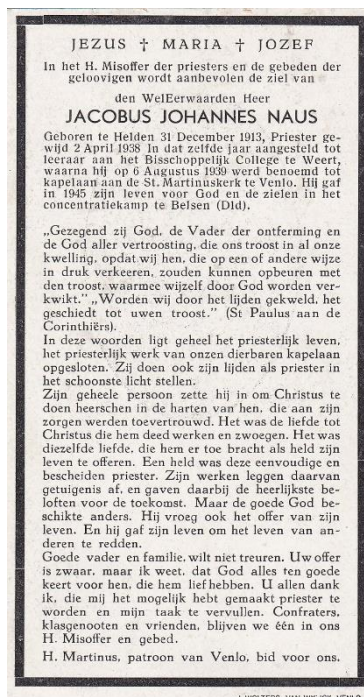 JEZUS † MARIA † JOZEF
In het H. Misoffer der priesters en de gebeden der
geloovigen wordt aanbevolen de ziel van
den WelEerwaarden Heer
JACOBUS JOHANNES NAUS
Geboren te Helden 31 December 1913, Priester ge-
wijd 2 April 1938 In dat zelfde jaar aangesteld tot
leeraar aan het Bisschoppelijk College te Weert,
waarna hij op 6 Augustus 1939 werd benoemd tot
kapelaan aan de St. Martinuskerk te Venlo. Hij gaf
in 1945 zijn leven voor God en de zielen in het
concentratiekamp te Belsen (Dld).
„Gezegend zij God, de Vader der ontferming en
de God aller vertroosting, die ons troost in al onze
kwelling, opdat wij hen, die op een of andere wijze
in druk verkeeren, zouden kunnen opbeuren met
den troost, waarmee wijzelf door God worden ver-
kwikt." „Worden wij door het lijden gekweld, het
geschiedt tot uwen troost." (St Paulus aan de
Corinthiërs).
In deze woorden ligt geheel het priesterlijk leven,
het priesterlijk werk van onzen dierbaren kapelaan
opgesloten. Zij doen ook zijn lijden als priester in
het schoonste licht stellen.
Zijn geheele persoon zette hij in om Christus te
doen heerschen in de harten van hen, die aan zijn
zorgen werden toevertrouwd. Het was de liefde tot
Christus die hem deed werken en zwoegen. Het was
diezelfde liefde, die hem er toe bracht als held zijn
leven te offeren. Een held was deze eenvoudige en
bescheiden priester. Zijn werken leggen daarvan
getuigenis af, en gaven daarbij de heerlijkste be-
loften voor de toekomst. Maar de goede God be-
schikte anders. Hij vroeg ook het offer van zijn
leven. En hij gaf zijn leven om het leven van an-
deren te redden.
Goede vader en familie, wilt niet treuren. Uw offer
is zwaar, maar ik weet, dat God alles ten goede
keert voor hen, die hem lief hebben. U allen dank
ik, die mij het mogelijk hebt gemaakt priester te
worden en mijn taak te vervullen. Confraters,
klasgenooten en vrienden, blijven we één in ons
H. Misoffer en gebed.
H. Martinus, patroon van Venlo, bid voor ons.